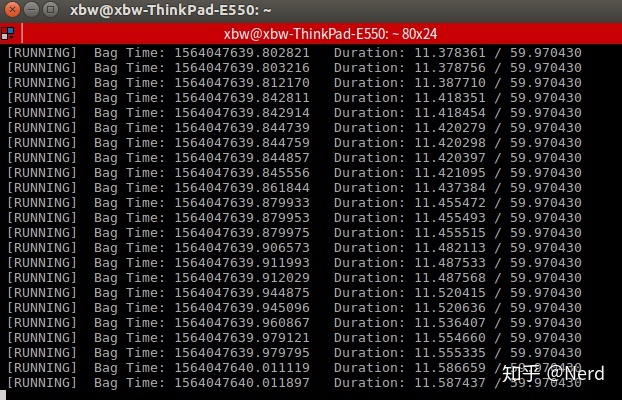 xbw@xbw-ThinkPad-E550: ~
xbw@xbw-ThinkPad-E550: ~ 80x24
[RUNNING]  Bag Time: 1564047639.802821   Duration: 11.378361 / 59.970430
[RUNNING]  Bag Time: 1564047639.803216   Duration: 11.378756 / 59.970430
[RUNNING]  Bag Time: 1564047639.812170   Duration: 11.387710 / 59.970430
[RUNNING]  Bag Time: 1564047639.842811   Duration: 11.418351 / 59.970430
[RUNNING]  Bag Time: 1564047639.842914   Duration: 11.418454 / 59.970430
[RUNNING]  Bag Time: 1564047639.844739   Duration: 11.420279 / 59.970430
[RUNNING]  Bag Time: 1564047639.844759   Duration: 11.420298 / 59.970430
[RUNNING]  Bag Time: 1564047639.844857   Duration: 11.420397 / 59.970430
[RUNNING]  Bag Time: 1564047639.845556   Duration: 11.421095 / 59.970430
[RUNNING]  Bag Time: 1564047639.861844   Duration: 11.437384 / 59.970430
[RUNNING]  Bag Time: 1564047639.879933   Duration: 11.455472 / 59.970430
[RUNNING]  Bag Time: 1564047639.879953   Duration: 11.455493 / 59.970430
[RUNNING]  Bag Time: 1564047639.879975   Duration: 11.455515 / 59.970430
[RUNNING]  Bag Time: 1564047639.906573   Duration: 11.482113 / 59.970430
[RUNNING]  Bag Time: 1564047639.911993   Duration: 11.487533 / 59.970430
[RUNNING]  Bag Time: 1564047639.912029   Duration: 11.487568 / 59.970430
[RUNNING]  Bag Time: 1564047639.944875   Duration: 11.520415 / 59.970430
[RUNNING]  Bag Time: 1564047639.945096   Duration: 11.520636 / 59.970430
[RUNNING]  Bag Time: 1564047639.960867   Duration: 11.536407 / 59.970430
[RUNNING]  Bag Time: 1564047639.979121   Duration: 11.554660 / 59.970430
[RUNNING]  Bag Time: 1564047639.979795   Duration: 11.555335 / 59.970430
[RUNNING]  Bag Time: 1564047640.011119   Duration: 11.586659 / 59.970430
[RUNNING]  Bag Time: 1564047640.011897   Duration: 11.587437 / 59.970430
知乎 @Nerd